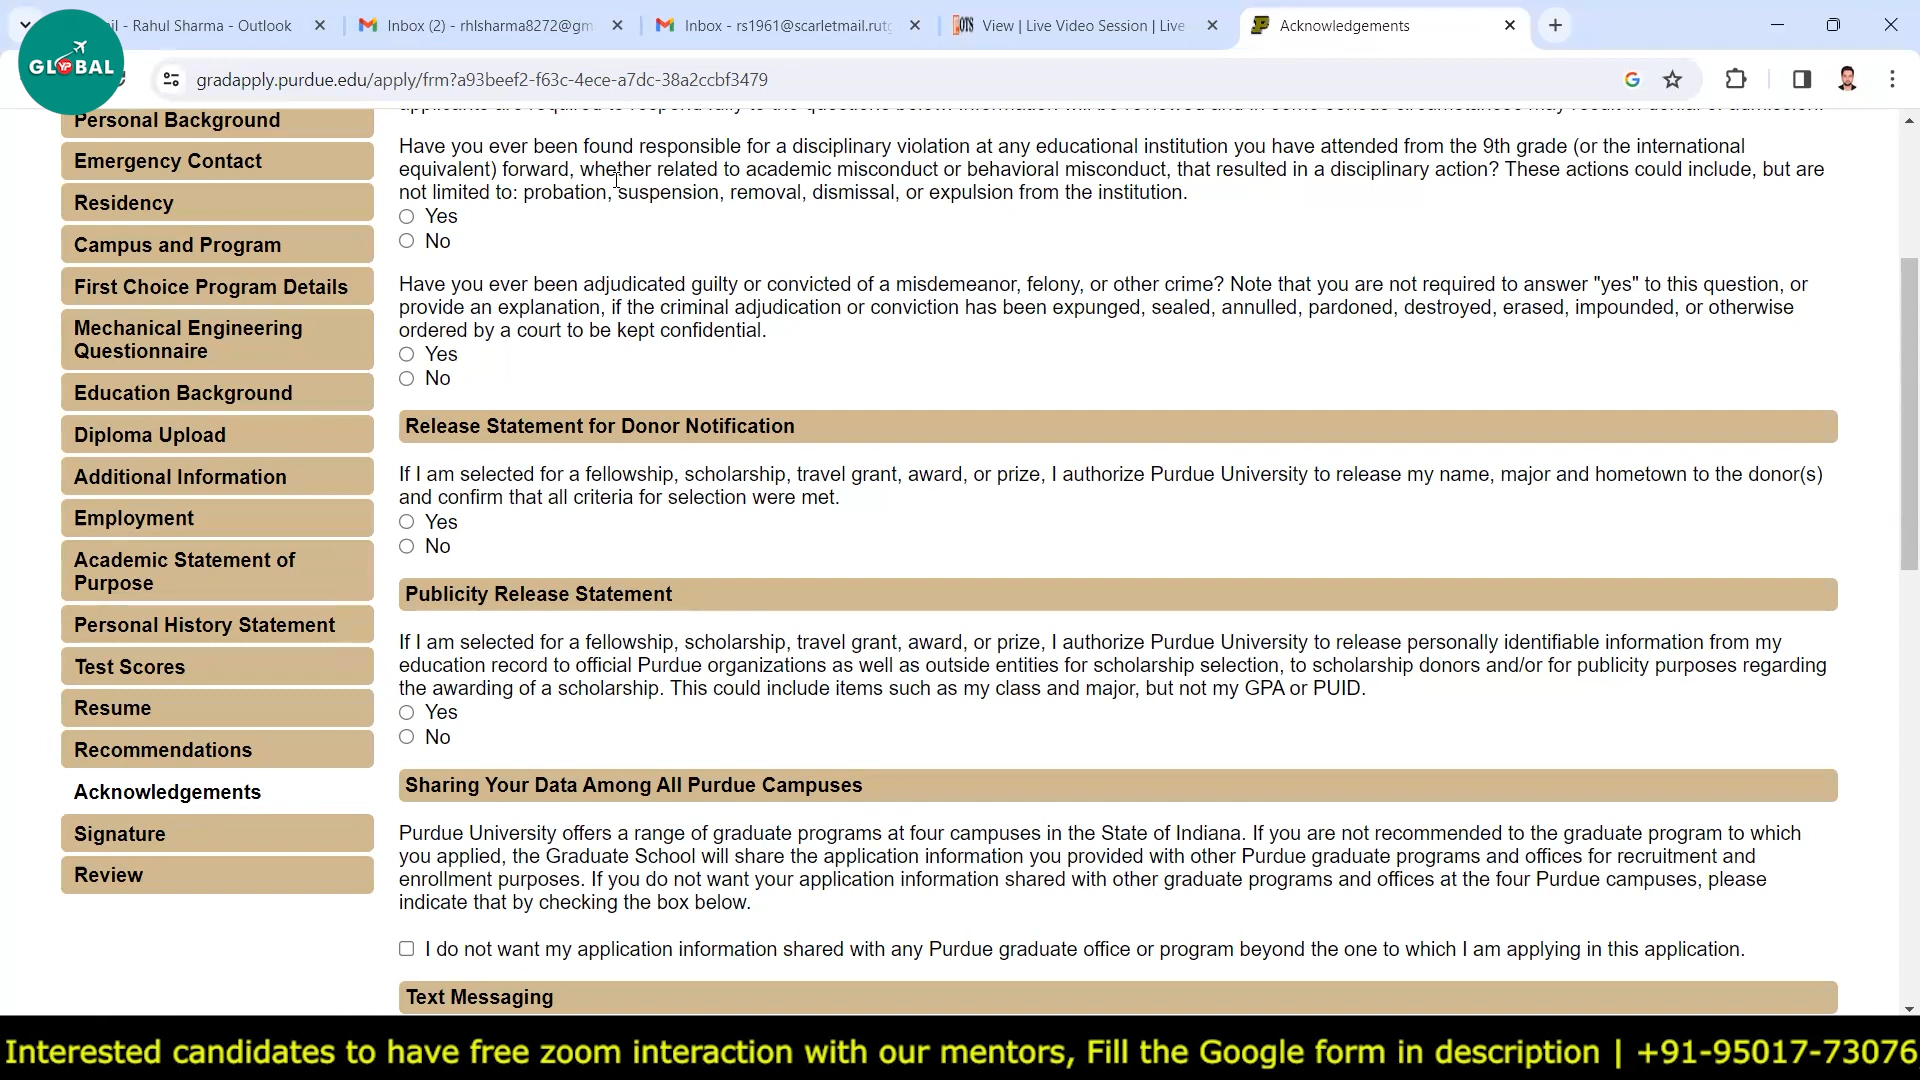 il - Rahul Sharma - Outlook
Inbox (2) - rhlsharma8272@gm
Inbox - rs1961@scarletmail.rutg
View | Live Video Session | Live
Acknowledgements
GLYPBAL
gradapply.purdue.edu/apply/frm?a93beef2-f63c-4ece-a7dc-38a2ccbf3479
Personal Background
Emergency Contact
Residency
Campus and Program
First Choice Program Details
Mechanical Engineering
Questionnaire
Education Background
Diploma Upload
Additional Information
Employment
Academic Statement of
Purpose
Personal History Statement
Test Scores
Resume
Recommendations
Acknowledgements
Signature
Review
Have you ever been found responsible for a disciplinary violation at any educational institution you have attended from the 9th grade (or the international
equivalent) forward, whether related to academic misconduct or behavioral misconduct, that resulted in a disciplinary action? These actions could include, but are
not limited to: probation, suspension, removal, dismissal, or expulsion from the institution.
Yes
No
Have you ever been adjudicated guilty or convicted of a misdemeanor, felony, or other crime? Note that you are not required to answer "yes" to this question, or
provide an explanation, if the criminal adjudication or conviction has been expunged, sealed, annulled, pardoned, destroyed, erased, impounded, or otherwise
ordered by a court to be kept confidential.
Yes
No
Release Statement for Donor Notification
If I am selected for a fellowship, scholarship, travel grant, award, or prize, I authorize Purdue University to release my name, major and hometown to the donor(s)
and confirm that all criteria for selection were met.
Yes
No
Publicity Release Statement
If I am selected for a fellowship, scholarship, travel grant, award, or prize, I authorize Purdue University to release personally identifiable information from my
education record to official Purdue organizations as well as outside entities for scholarship selection, to scholarship donors and/or for publicity purposes regarding
the awarding of a scholarship. This could include items such as my class and major, but not my GPA or PUID.
Yes
No
Sharing Your Data Among All Purdue Campuses
Purdue University offers a range of graduate programs at four campuses in the State of Indiana. If you are not recommended to the graduate program to which
you applied, the Graduate School will share the application information you provided with other Purdue graduate programs and offices for recruitment and
enrollment purposes. If you do not want your application information shared with other graduate programs and offices at the four Purdue campuses, please
indicate that by checking the box below.
I do not want my application information shared with any Purdue graduate office or program beyond the one to which I am applying in this application.
Text Messaging
Interested candidates to have free zoom interaction with our mentors, Fill the Google form in description | +91-95017-73076